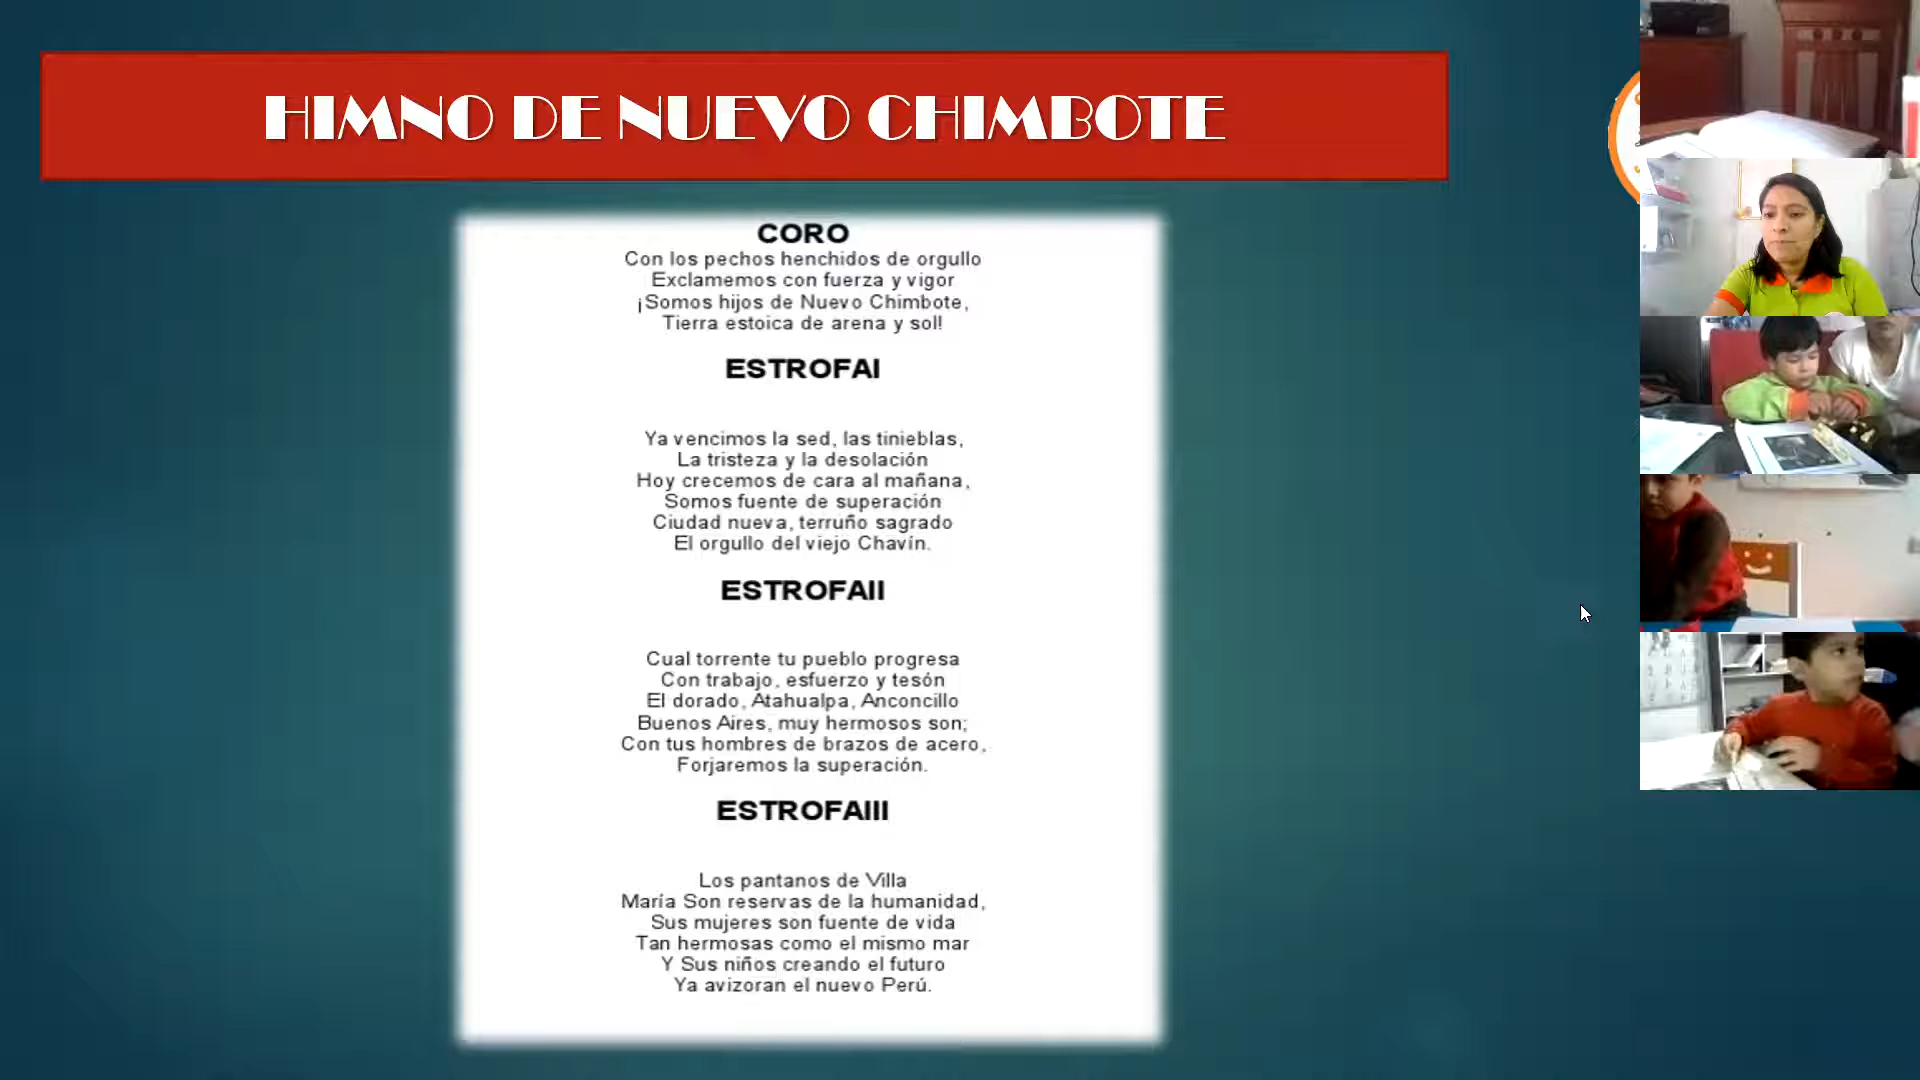 HIMNO DE NUEVO CHIMBOTE
CORO
Con los pechos henchidos de orgullo
Exclamemos con fuerza y vigor
¡Somos hijos de Nuevo Chimbote,
Tierra estoica de arena y sol!
ESTROFAI
Ya vencimos la sed, las tinieblas,
La tristeza y la desolación
Hoy crecemos de cara al mañana,
Somos fuente de superación
Ciudad nueva, terruño sagrado
El orgullo del viejo Chavín.
ESTROFAII
Cual torrente tu pueblo progresa
Con trabajo, esfuerzo y tesón
El dorado, Atahualpa, Anconcillo
Buenos Aires, muy hermosos son;
Con tus hombres de brazos de acero,
Forjaremos la superación.
ESTROFAIII
Los pantanos de Villa
María Son reservas de la humanidad,
Sus mujeres son fuente de vida
Tan hermosas como el mismo mar
Y Sus niños creando el futuro
Ya avizoran el nuevo Perú.